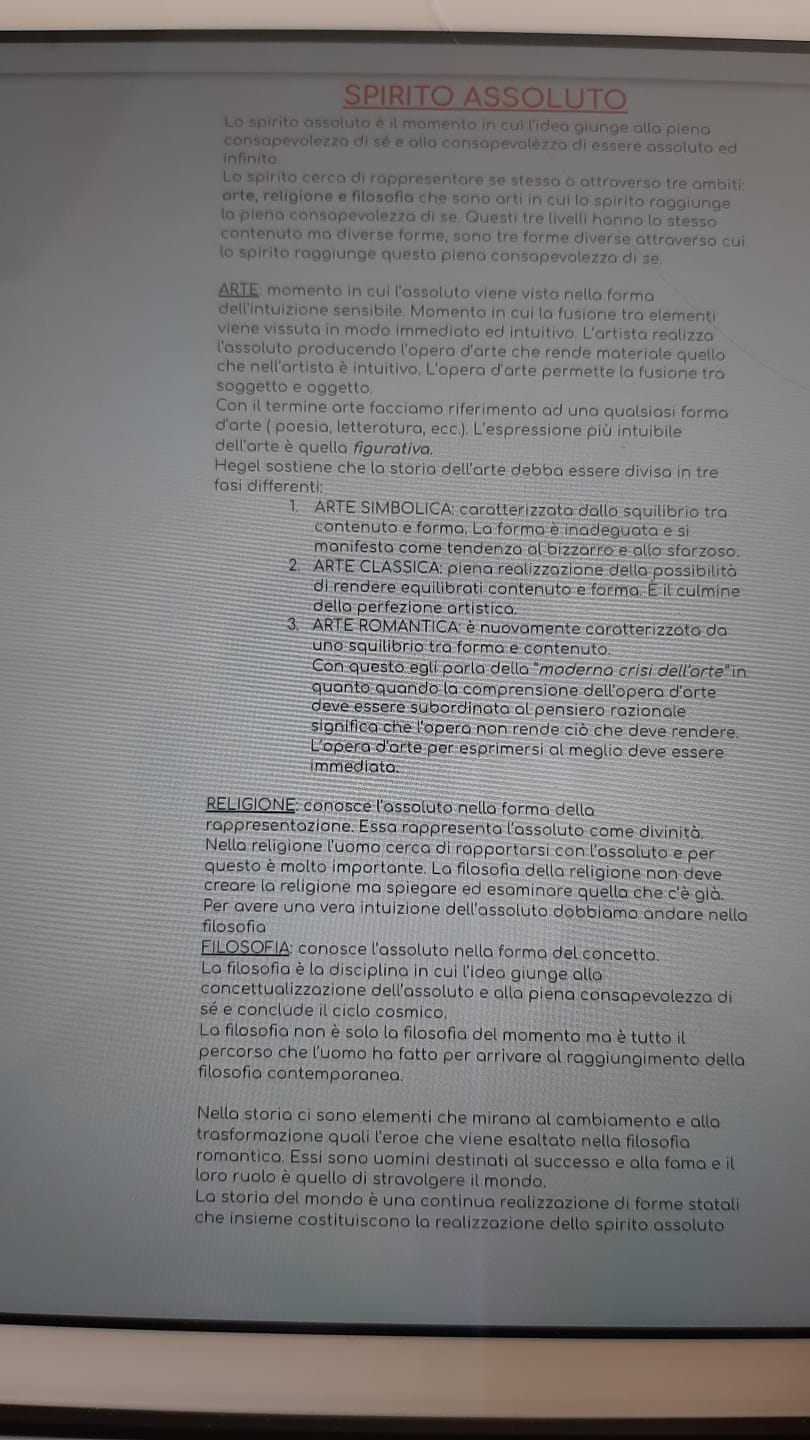 SPIRITO ASSOLUTO
Lo spirito assoluto è il momento in cui l'idea giunge alla piena
consapevolezza di sé e alla consapevolezza di essere assoluto ed
infinito.
Lo spirito cerca di rappresentare se stessa o attraverso tre ambiti:
arte, religione e filosofia che sono arti in cui lo spirito raggiunge
la piena consapevolezza di se. Questi tre livelli hanno lo stesso
contenuto ma diverse forme, sono tre forme diverse attraverso cui
lo spirito raggiunge questa piena consapevolezza di se.
ARTE: momento in cui l'assoluto viene visto nella forma
dell'intuizione sensibile. Momento in cui la fusione tra elementi
viene vissuta in modo immediato ed intuitivo. L'artista realizza
l'assoluto producendo l'opera d'arte che rende materiale quello
che nell'artista è intuitivo. L'opera d'arte permette la fusione tra
soggetto e oggetto.
Con il termine arte facciamo riferimento ad una qualsiasi forma
d'arte ( poesia, letteratura, ecc.). L'espressione più intuibile
dell'arte è quella figurativa.
Hegel sostiene che la storia dell'arte debba essere divisa in tre
fasi differenti:
1. ARTE SIMBOLICA: caratterizzata dallo squilibrio tra
contenuto e forma. La forma è inadeguata e si
manifesta come tendenza al bizzarro e allo sfarzoso.
2. ARTE CLASSICA: piena realizzazione della possibilità
di rendere equilibrati contenuto e forma. È il culmine
della perfezione artistica.
3. ARTE ROMANTICA: è nuovamente caratterizzata da
uno squilibrio tra forma e contenuto.
Con questo egli parla della "moderna crisi dell'arte" in
quanto quando la comprensione dell'opera d'arte
deve essere subordinata al pensiero razionale
significa che l'opera non rende ciò che deve rendere.
L'opera d'arte per esprimersi al meglio deve essere
immediata.
RELIGIONE: conosce l'assoluto nella forma della
rappresentazione. Essa rappresenta l'assoluto come divinità.
Nella religione l'uomo cerca di rapportarsi con l'assoluto e per
questo è molto importante. La filosofia della religione non deve
creare la religione ma spiegare ed esaminare quella che c'è già.
Per avere una vera intuizione dell'assoluto dobbiamo andare nella
filosofia
FILOSOFIA: conosce l'assoluto nella forma del concetto.
La filosofia è la disciplina in cui l'idea giunge alla
concettualizzazione dell'assoluto e alla piena consapevolezza di
sé e conclude il ciclo cosmico.
La filosofia non è solo la filosofia del momento ma è tutto il
percorso che l'uomo ha fatto per arrivare al raggiungimento della
filosofia contemporanea.
Nella storia ci sono elementi che mirano al cambiamento e alla
trasformazione quali l'eroe che viene esaltato nella filosofia
romantica. Essi sono uomini destinati al successo e alla fama e il
loro ruolo è quello di stravolgere il mondo.
La storia del mondo è una continua realizzazione di forme statali
che insieme costituiscono la realizzazione dello spirito assoluto